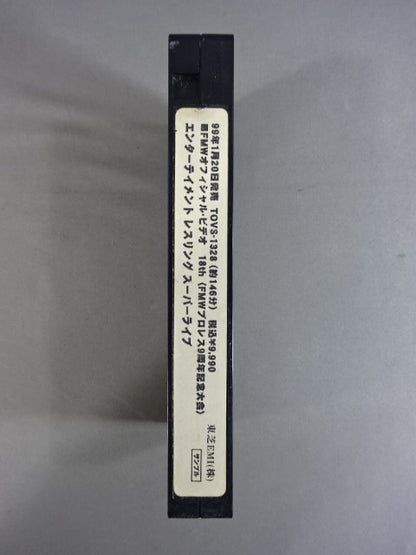 99年1月20日発売 TOVS-1328 (約146分) 税込¥9,990
■FMWオフィシャル・ビデオ 18th (FMWプロレス9周年記念大会)
エンターテイメント レスリング スーパーライブ
東芝EMI(株)
サンプル